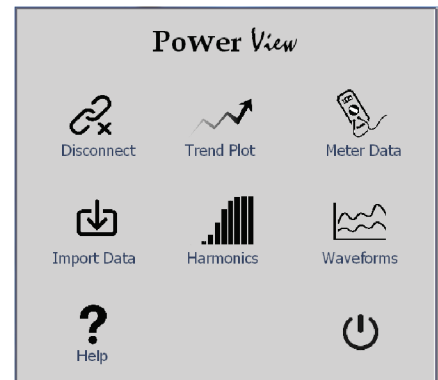 Power View
Disconnect Trend Plot Meter Data
Import Data Harmonics Waveforms
Help